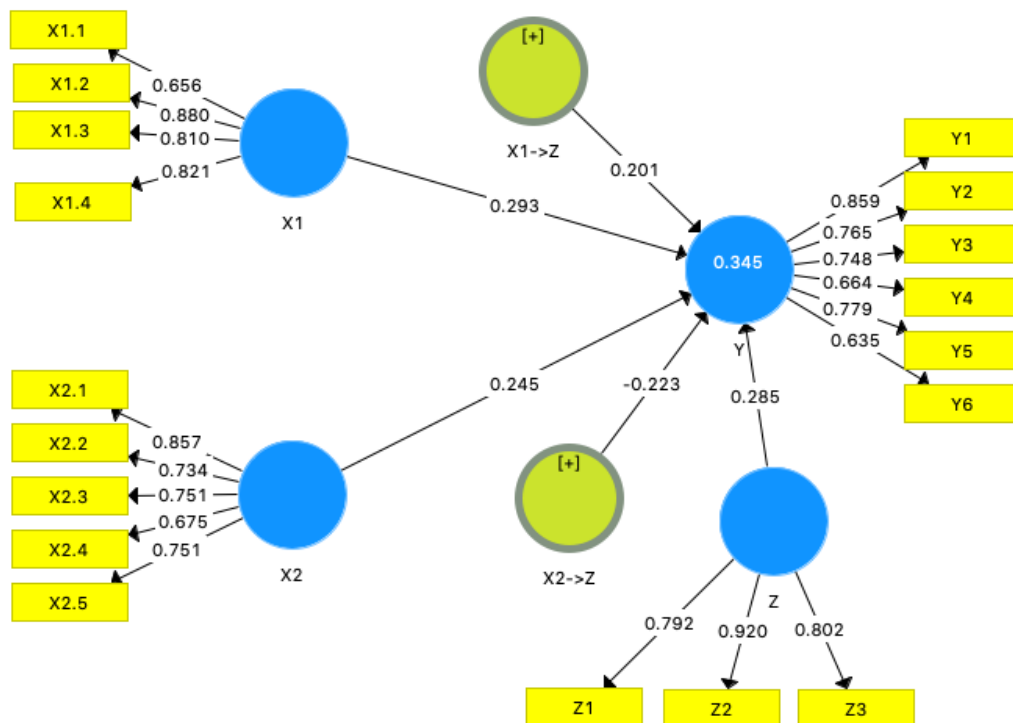 X1.1
X1.2
X1.3
X1.4
0.656
0.880
0.810
0.821
X1
[+]
X1->Z
0.201
0.293
0.345
Y
Y1
Y2
Y3
Y4
Y5
Y6
0.859
0.765
0.748
0.664
0.779
0.635
X2.1
X2.2
X2.3
X2.4
X2.5
0.857
0.734
0.751
0.675
0.751
X2
0.245
-0.223
0.285
[+]
X2->Z
Z
0.792
0.920
0.802
Z1
Z2
Z3